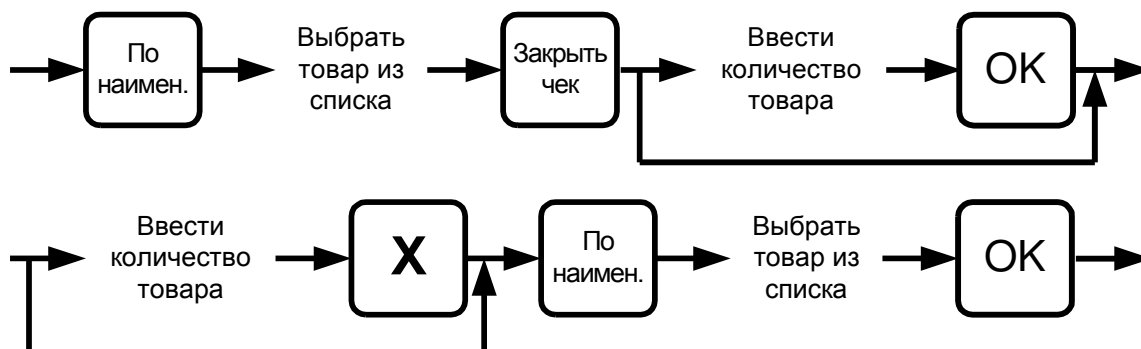 По
наимен.
Выбрать
товар из
списка
Закрыть
чек
Ввести
количество
товара
OK
Ввести
количество
товара
X
По
наимен.
Выбрать
товар из
списка
OK